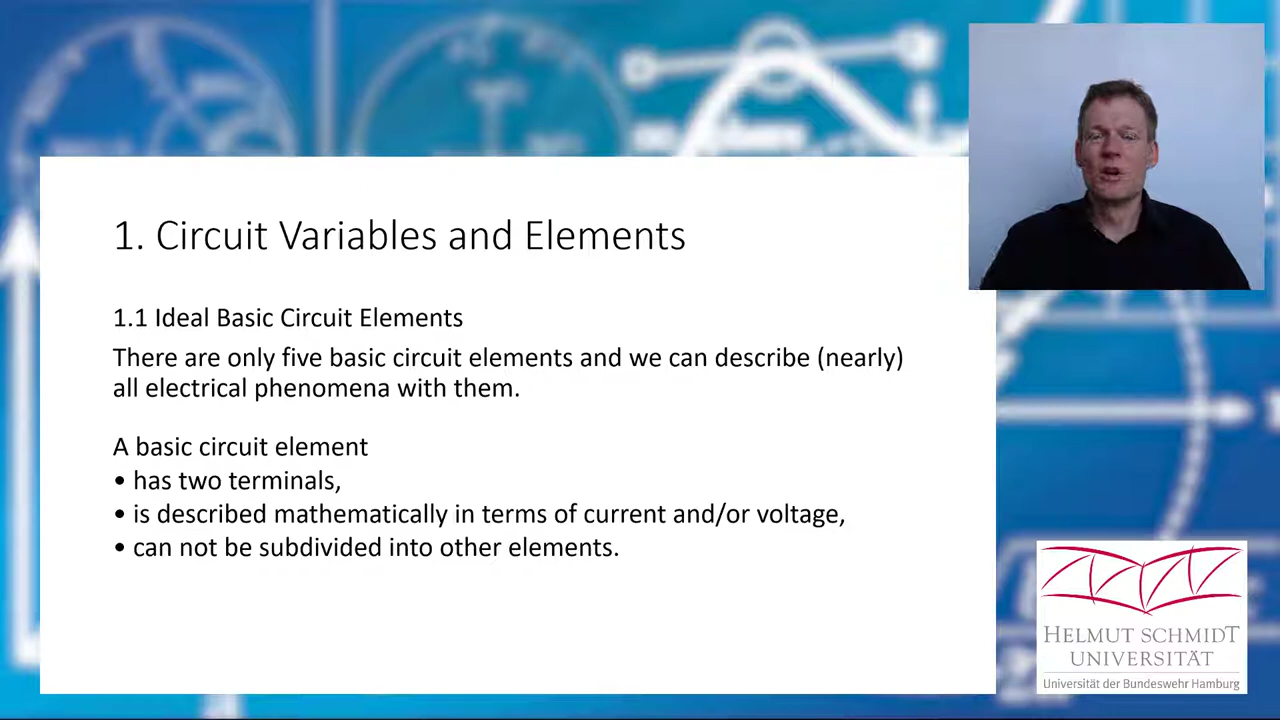 1. Circuit Variables and Elements
1.1 Ideal Basic Circuit Elements
There are only five basic circuit elements and we can describe (nearly)
all electrical phenomena with them.
A basic circuit element
• has two terminals,
• is described mathematically in terms of current and/or voltage,
• can not be subdivided into other elements.
HELMUT SCHMIDT
UNIVERSITÄT
Universität der Bundeswehr Hamburg